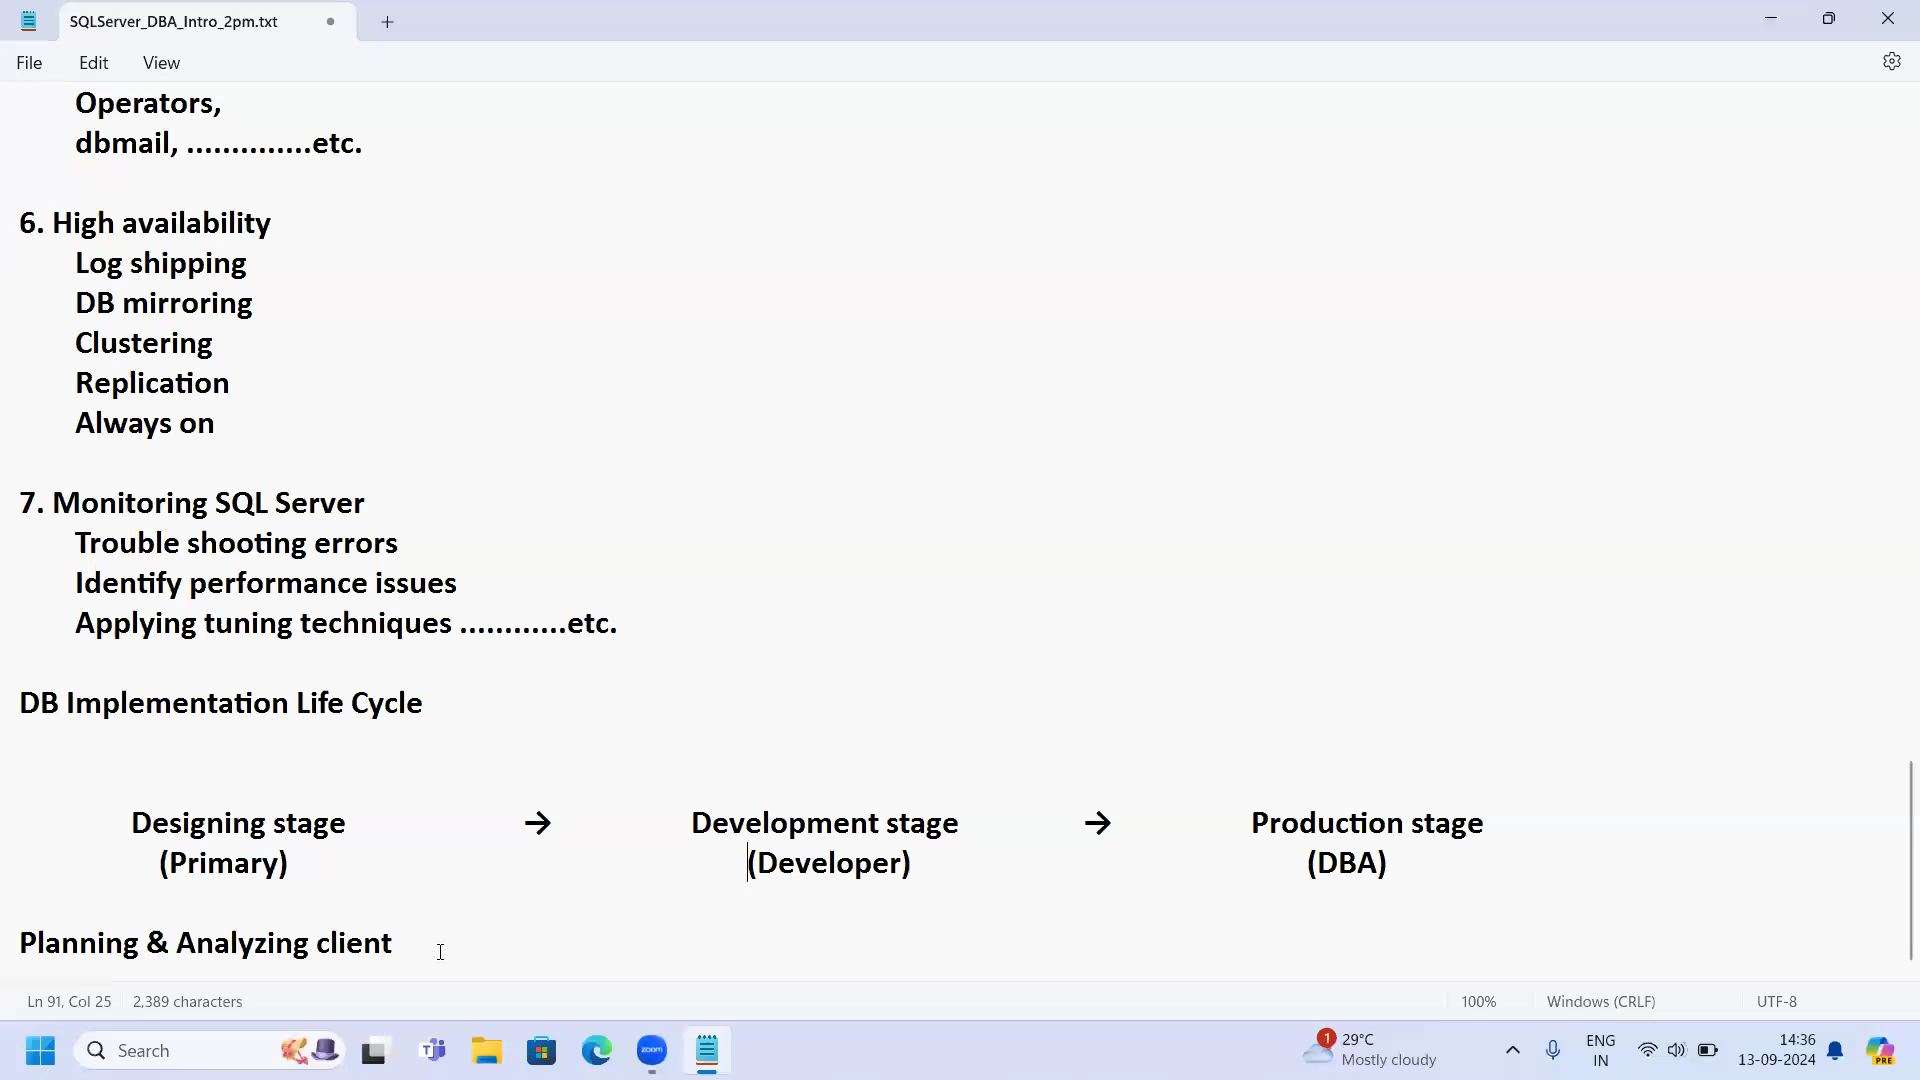 SQLServer_DBA_Intro_2pm.txt
File Edit View
Operators,
dbmail, ..............etc.
6. High availability
Log shipping
DB mirroring
Clustering
Replication
Always on
7. Monitoring SQL Server
Trouble shooting errors
Identify performance issues
Applying tuning techniques ............etc.
DB Implementation Life Cycle
Designing stage → Development stage → Production stage
(Primary) (Developer) (DBA)
Planning & Analyzing client
Ln 91, Col 25 2,389 characters 100% Windows (CRLF) UTF-8
Search zoom 1 29°C ENG 14:36
Mostly cloudy IN 13-09-2024 PRE